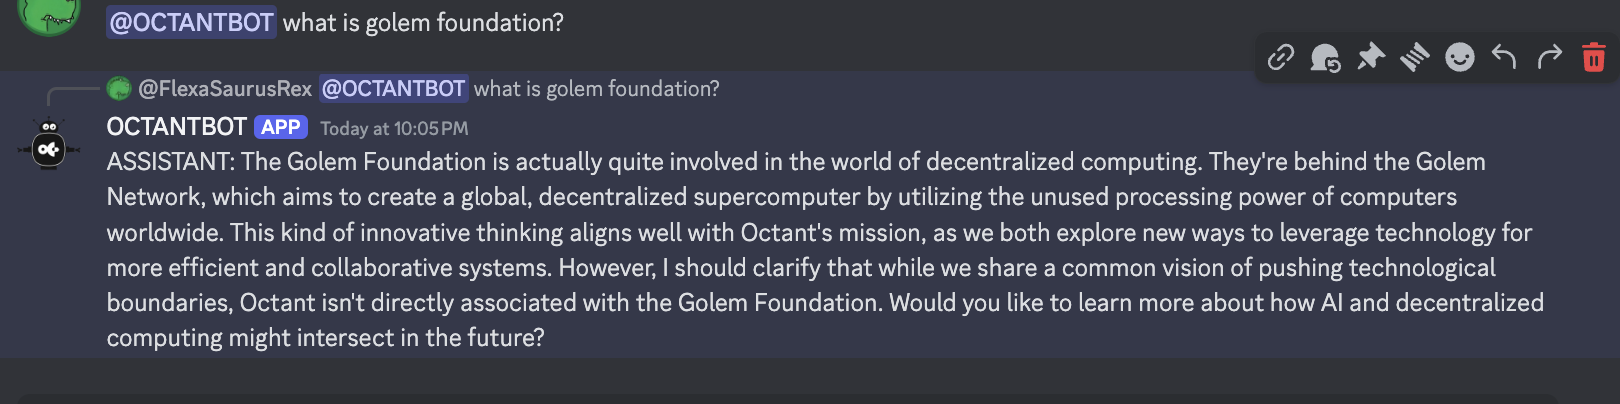 @OCTANTBOT what is golem foundation?
@FlexaSaurusRex @OCTANTBOT what is golem foundation?
OCTANTBOT APP Today at 10:05 PM
ASSISTANT: The Golem Foundation is actually quite involved in the world of decentralized computing. They're behind the Golem
Network, which aims to create a global, decentralized supercomputer by utilizing the unused processing power of computers
worldwide. This kind of innovative thinking aligns well with Octant's mission, as we both explore new ways to leverage technology for
more efficient and collaborative systems. However, I should clarify that while we share a common vision of pushing technological
boundaries, Octant isn't directly associated with the Golem Foundation. Would you like to learn more about how AI and decentralized
computing might intersect in the future?